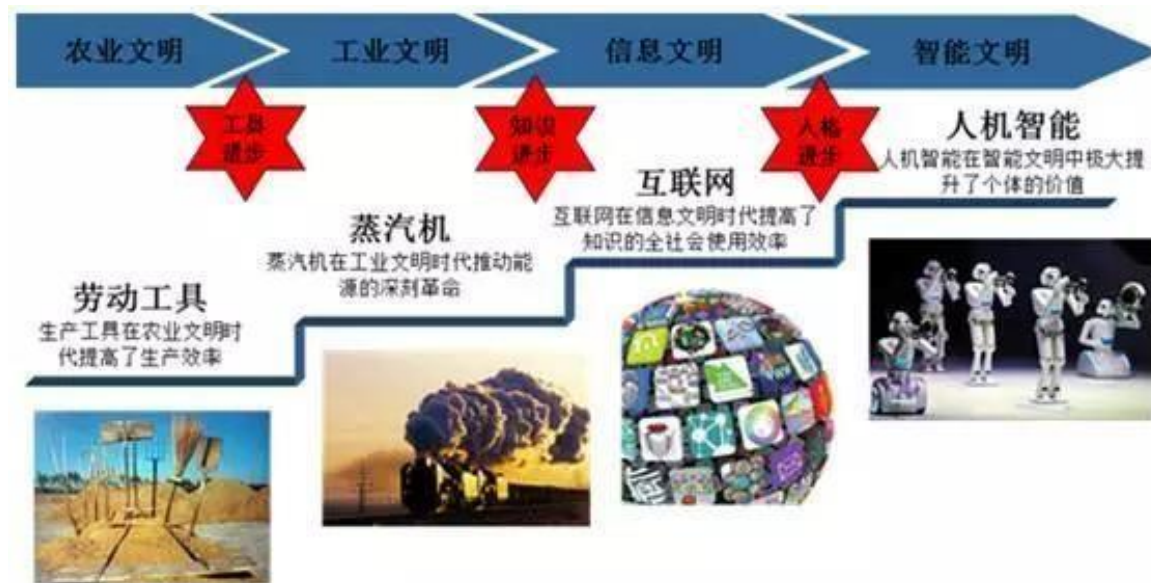 农业文明
工业文明
信息文明
智能文明
工具
进步
知识
进步
人格
进步
人机智能
人机智能在智能文明中极大提
升了个体的价值
互联网
互联网在信息文明时代提高了
知识的全社会使用效率
蒸汽机
蒸汽机在工业文明时代推动能
源的深刻革命
劳动工具
生产工具在农业文明时
代提高了生产效率